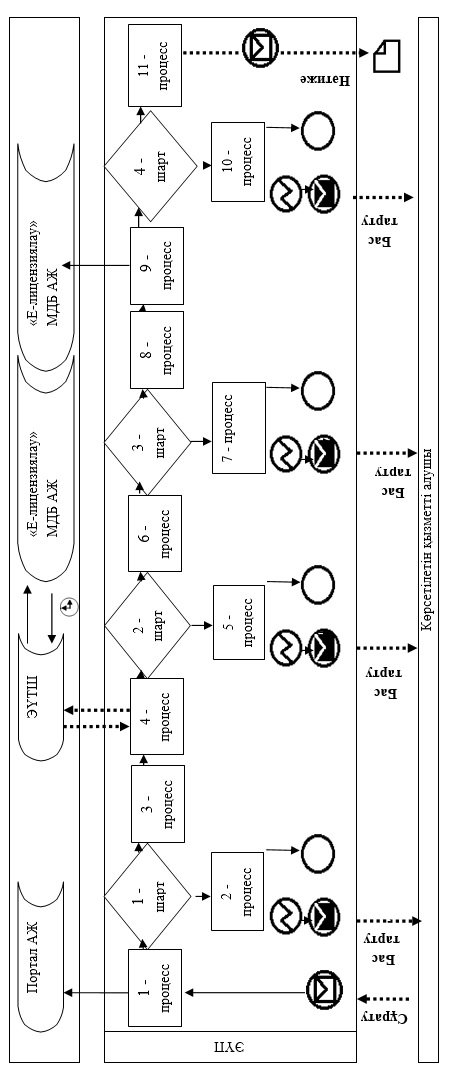 Портал АЖ
ЭҮТШ
«Е-лицензиялау»
МДБ АЖ
«Е-лицензиялау»
МДБ АЖ
ЭҮП
1 -
процесс
1 -
шарт
2 -
процесс
3 -
процесс
4 -
процесс
2 -
шарт
5 -
процесс
6 -
процесс
3 -
шарт
7 - процесс
8 -
процесс
9 -
процесс
4 -
шарт
10 -
процесс
11 -
процесс
Сұрату
Бас
тарту
Бас
тарту
Бас
тарту
Бас
тарту
Нәтиже
Көрсетілетін қызметті алушы